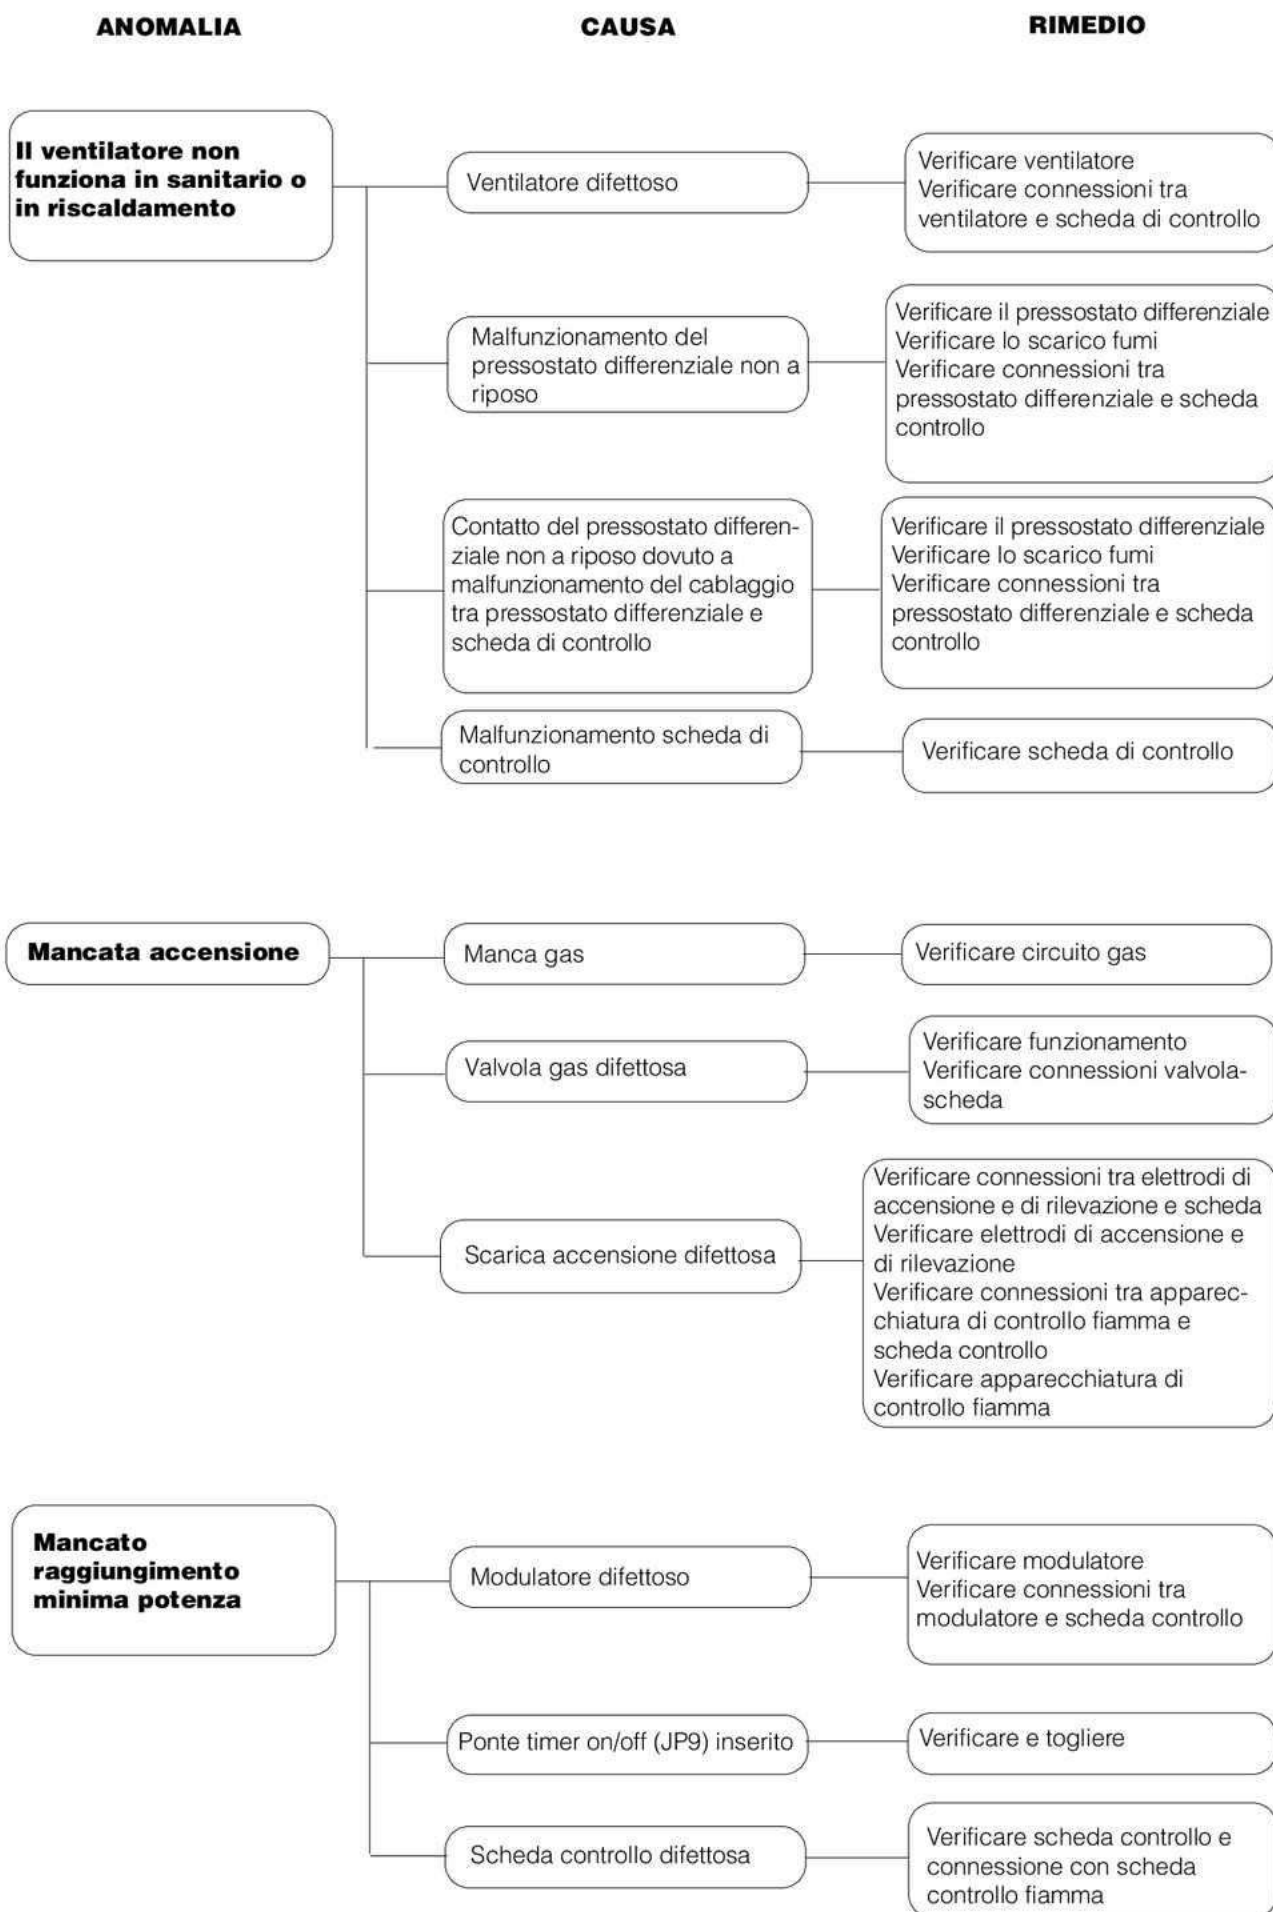 ANOMALIA
CAUSA
RIMEDIO
Il ventilatore non
funziona in sanitario o
in riscaldamento
Ventilatore difettoso
Verificare ventilatore
Verificare connessioni tra
ventilatore e scheda di controllo
Malfunzionamento del
pressostato differenziale non a
riposo
Verificare il pressostato differenziale
Verificare lo scarico fumi
Verificare connessioni tra
pressostato differenziale e scheda
controllo
Contatto del pressostato differen-
ziale non a riposo dovuto a
malfunzionamento del cablaggio
tra pressostato differenziale e
scheda di controllo
Verificare il pressostato differenziale
Verificare lo scarico fumi
Verificare connessioni tra
pressostato differenziale e scheda
controllo
Malfunzionamento scheda di
controllo
Verificare scheda di controllo
Mancata accensione
Manca gas
Verificare circuito gas
Valvola gas difettosa
Verificare funzionamento
Verificare connessioni valvola-
scheda
Scarica accensione difettosa
Verificare connessioni tra elettrodi di
accensione e di rilevazione e scheda
Verificare elettrodi di accensione e
di rilevazione
Verificare connessioni tra apparec-
chiatura di controllo fiamma e
scheda controllo
Verificare apparecchiatura di
controllo fiamma
Mancato
raggiungimento
minima potenza
Modulatore difettoso
Verificare modulatore
Verificare connessioni tra
modulatore e scheda controllo
Ponte timer on/off (JP9) inserito
Verificare e togliere
Scheda controllo difettosa
Verificare scheda controllo e
connessione con scheda
controllo fiamma